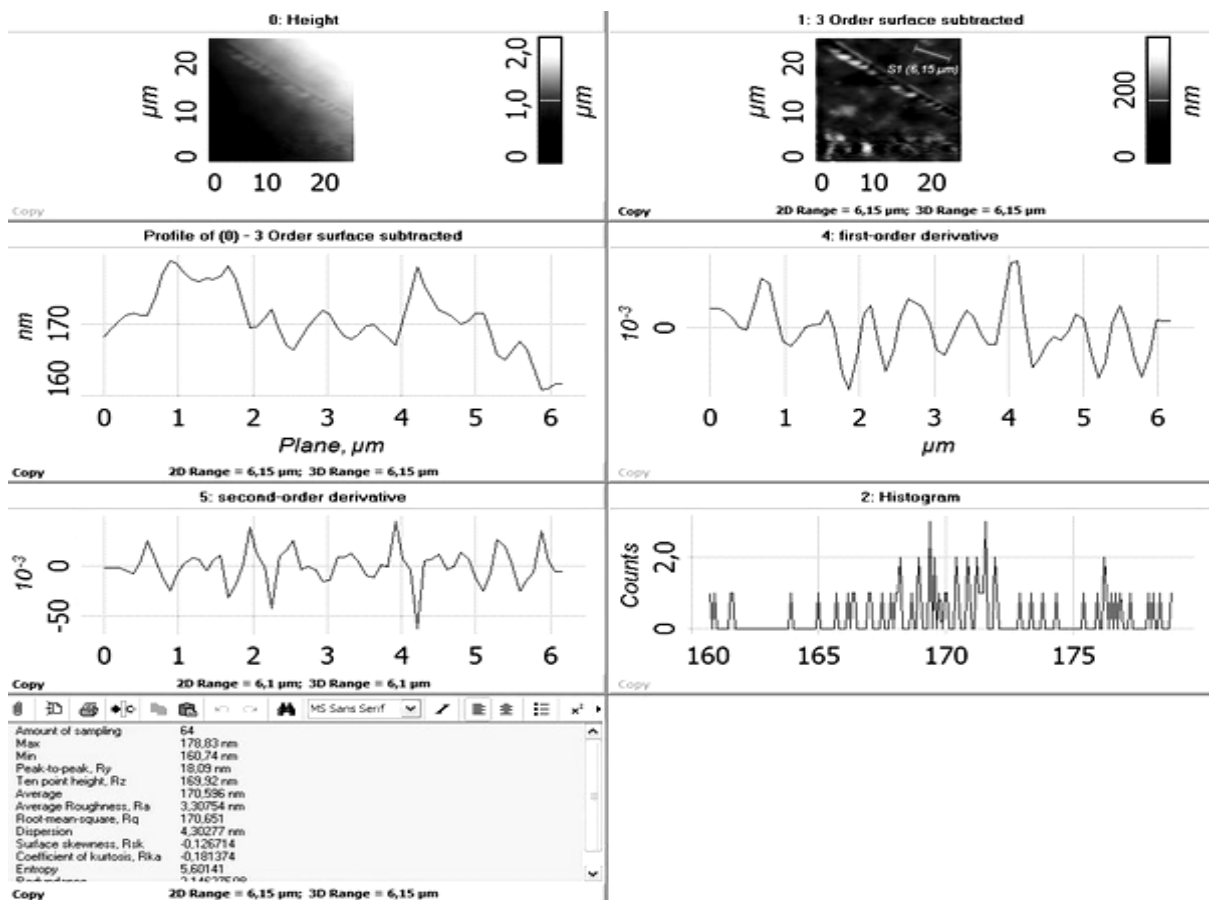 0: Height
20
10
0
µm
0 10 20
2,0
1,0
0
µm
Copy
1: 3 Order surface subtracted
20
10
0
µm
S1 (6,15 µm)
0 10 20
200
0
nm
Copy 2D Range = 6,15 µm; 3D Range = 6,15 µm
Profile of (0) - 3 Order surface subtracted
nm
170
160
0 1 2 3 4 5 6
Plane, µm
Copy 2D Range = 6,15 µm; 3D Range = 6,15 µm
4: first-order derivative
10-3
0
0 1 2 3 4 5 6
µm
Copy
5: second-order derivative
10-3
0
-50
0 1 2 3 4 5 6
Copy 2D Range = 6,1 µm; 3D Range = 6,1 µm
2: Histogram
Counts
2,0
0
160 165 170 175
Copy
MS Sans Serif
Amount of sampling 64
Max 178,83 nm
Min 160,74 nm
Peak-to-peak, Ry 18,09 nm
Ten point height, Rz 169,92 nm
Average 170,596 nm
Average Roughness, Ra 3,30754 nm
Root-mean-square, Rq 170,651
Dispersion 4,30277 nm
Surface skewness, Rsk -0,126714
Coefficient of kurtosis, Rka -0,181374
Entropy 5,60141
Copy 2D Range = 6,15 µm; 3D Range = 6,15 µm